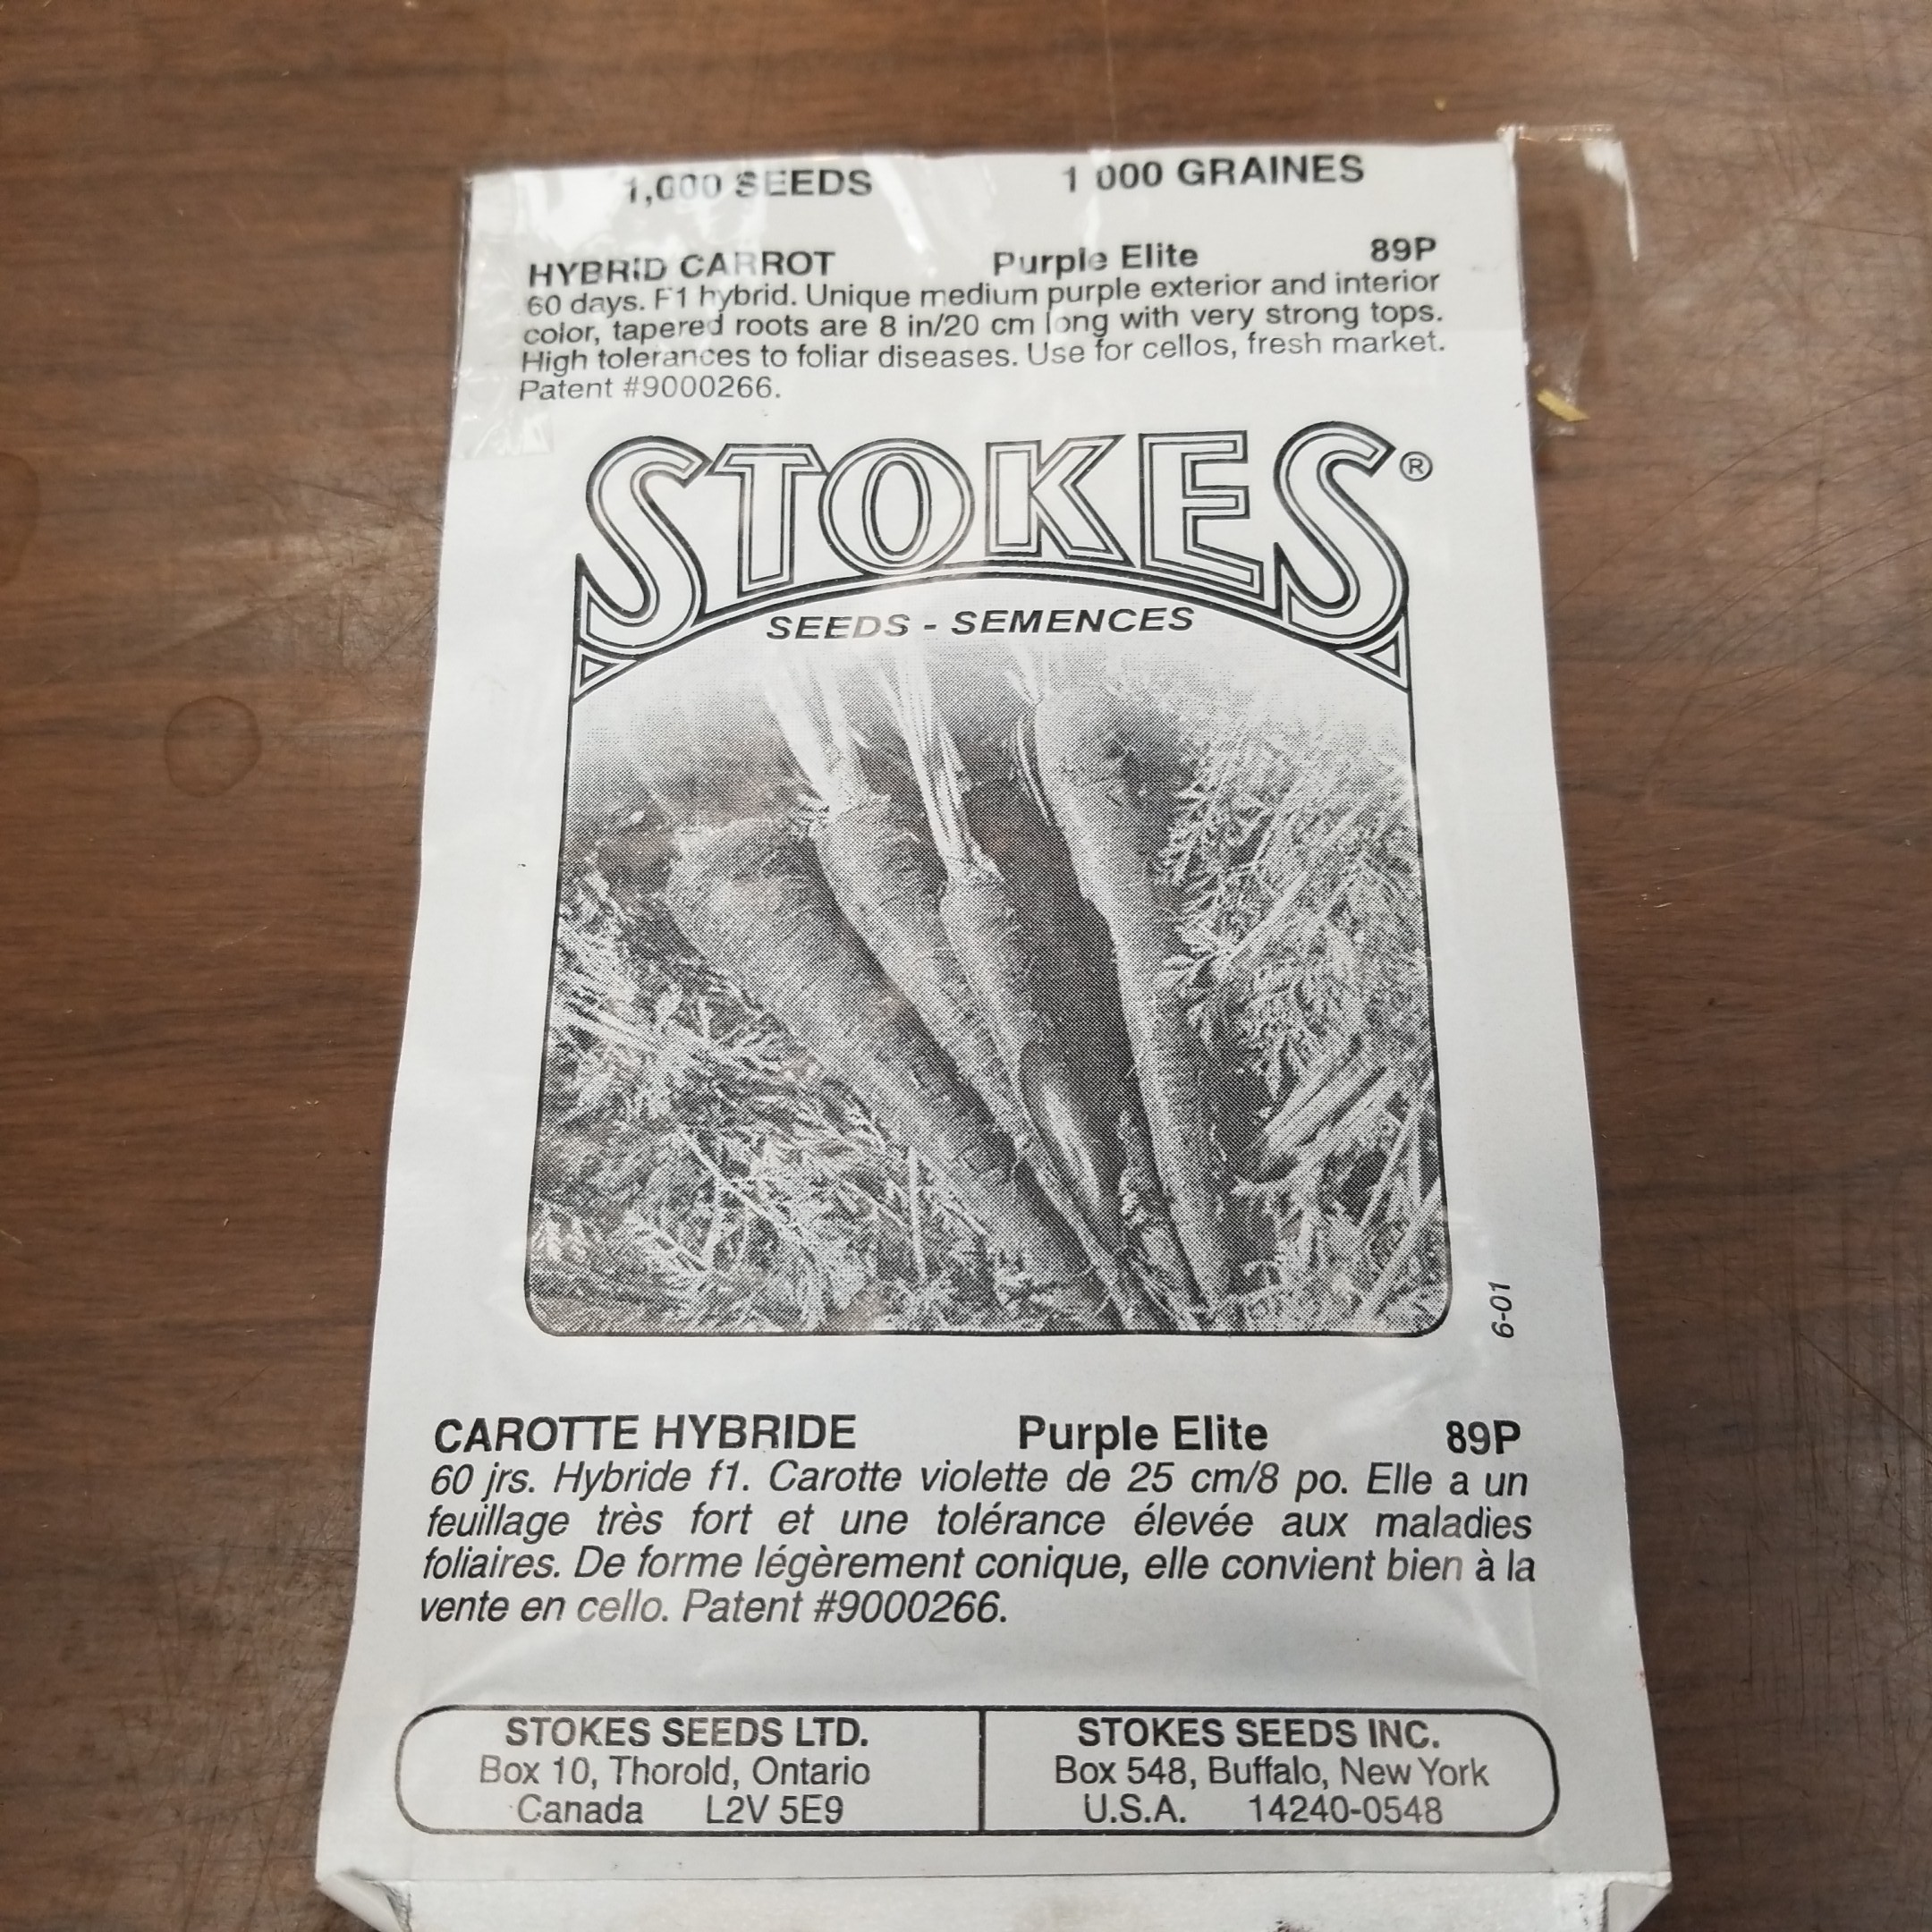 1,000 SEEDS 1 000 GRAINES
HYBRID CARROT Purple Elite 89P
60 days. F1 hybrid. Unique medium purple exterior and interior
color, tapered roots are 8 in/20 cm long with very strong tops.
High tolerances to foliar diseases. Use for cellos, fresh market.
Patent #9000266.
STOKES®
SEEDS - SEMENCES
6-01
CAROTTE HYBRIDE Purple Elite 89P
60 jrs. Hybride f1. Carotte violette de 25 cm/8 po. Elle a un
feuillage très fort et une tolérance élevée aux maladies
foliaires. De forme légèrement conique, elle convient bien à la
vente en cello. Patent #9000266.
STOKES SEEDS LTD.
Box 10, Thorold, Ontario
Canada L2V 5E9
STOKES SEEDS INC.
Box 548, Buffalo, New York
U.S.A. 14240-0548